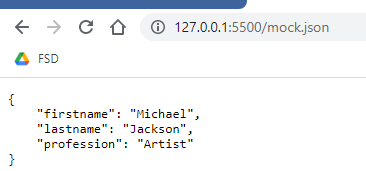 127.0.0.1:5500/mock.json
FSD
{
    "firstname": "Michael",
    "lastname": "Jackson",
    "profession": "Artist"
}